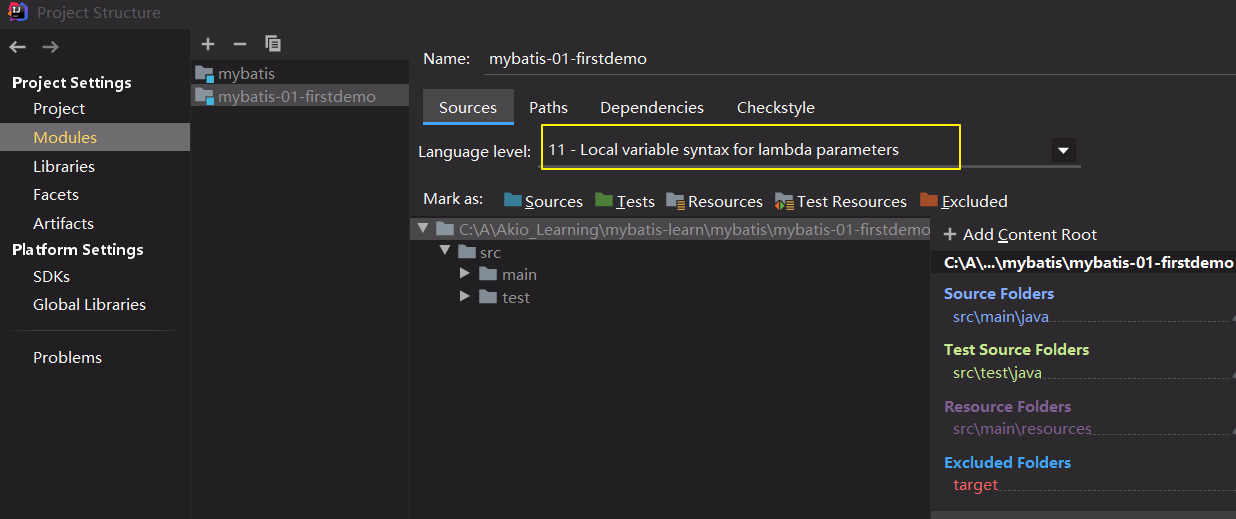 Project Structure
Project Settings
Project
Modules
Libraries
Facets
Artifacts
Platform Settings
SDKs
Global Libraries
Problems
mybatis
mybatis-01-firstdemo
Name: mybatis-01-firstdemo
Sources Paths Dependencies Checkstyle
Language level: 11 - Local variable syntax for lambda parameters
Mark as: Sources Tests Resources Test Resources Excluded
C:\A\Akio_Learning\mybatis-learn\mybatis\mybatis-01-firstdemo
src
main
test
Add Content Root
C:\A\...\mybatis\mybatis-01-firstdemo
Source Folders
src\main\java
Test Source Folders
src\test\java
Resource Folders
src\main\resources
Excluded Folders
target